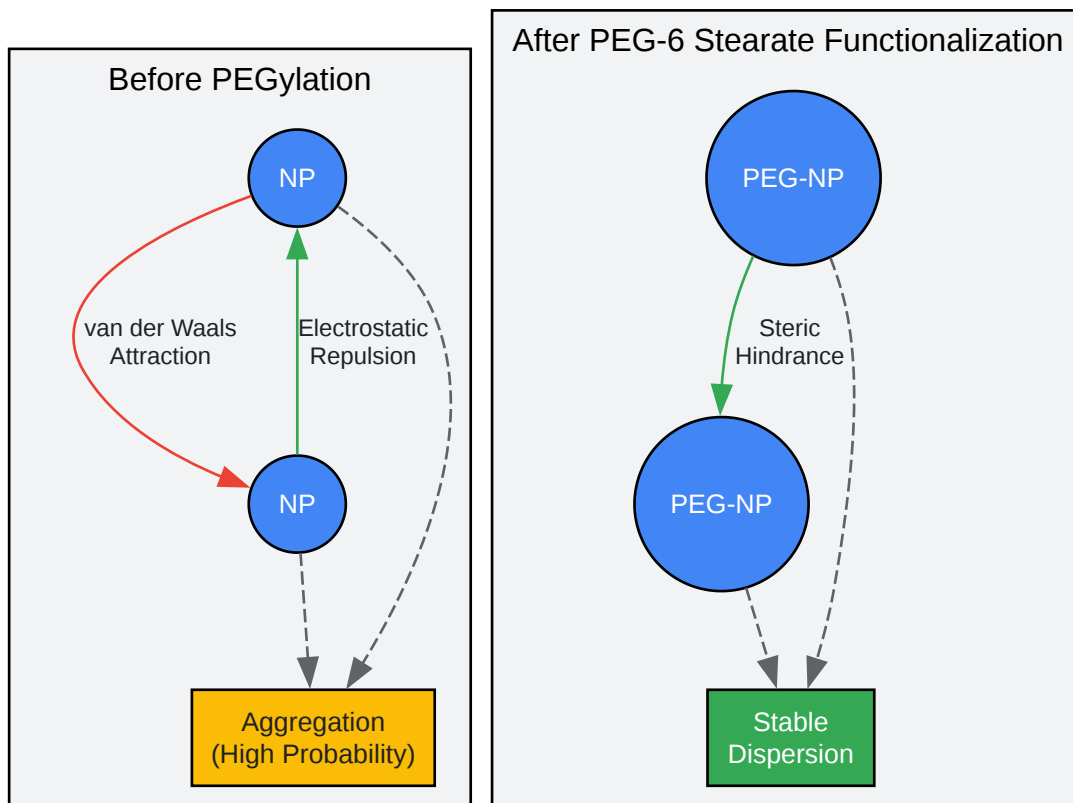 Before PEGylation
NP
van der Waals
Attraction
Electrostatic
Repulsion
NP
Aggregation
(High Probability)
After PEG-6 Stearate Functionalization
PEG-NP
Steric
Hindrance
PEG-NP
Stable
Dispersion